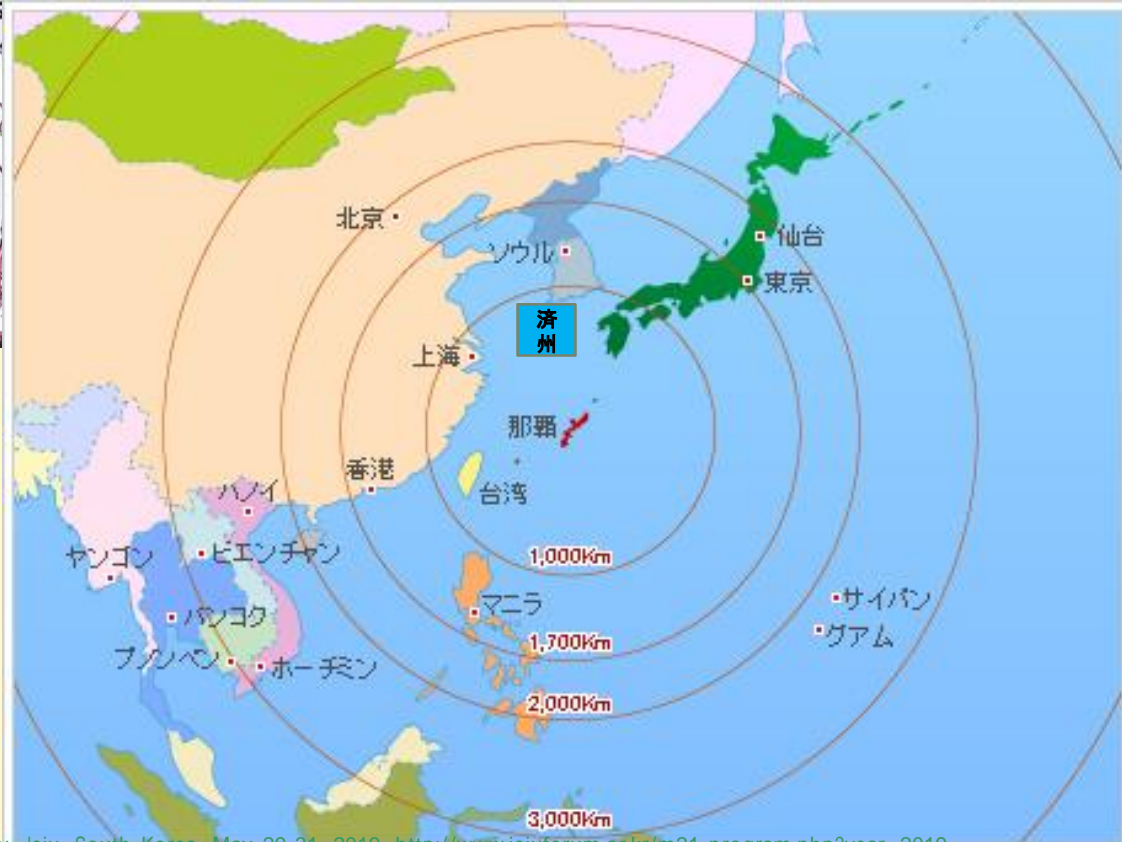 北京
ソウル
仙台
東京
済
州
上海
那覇
香港
台湾
ハノイ
ヤンゴン
ビエンチャン
1,000Km
マニラ
サイパン
バンコク
グアム
1,700Km
プノンペン
ホーチミン
2,000Km
3,000Km